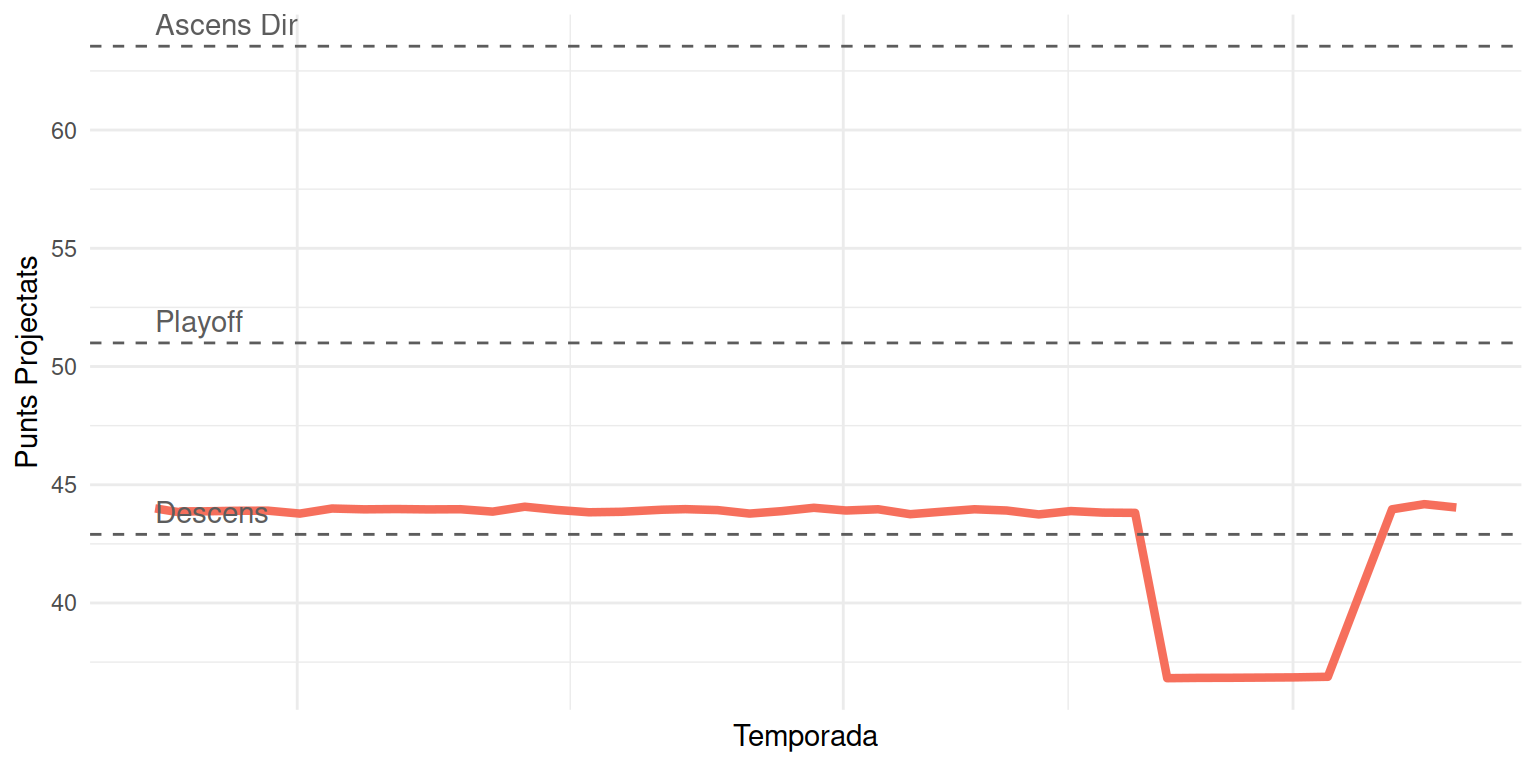 Ascens Dir
60
55
Playoff
50
45
Descens
40
Punts Projectats
Temporada